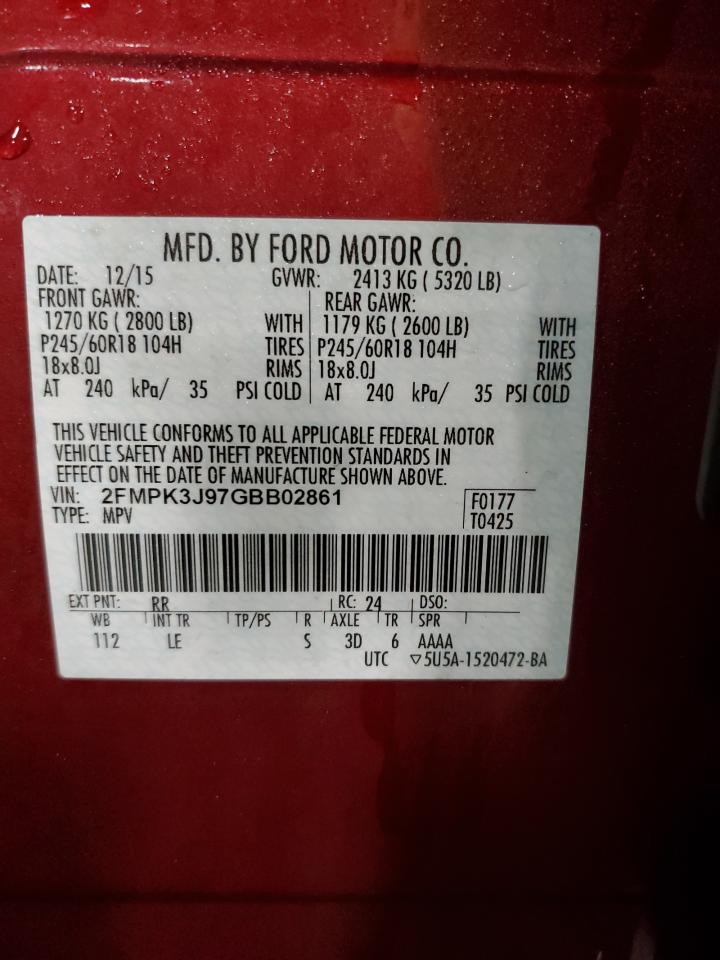 MFD. BY FORD MOTOR CO.
DATE: 12/15 GVWR: 2413 KG ( 5320 LB)
FRONT GAWR: REAR GAWR:
1270 KG ( 2800 LB) WITH 1179 KG ( 2600 LB) WITH
P245/60R18 104H TIRES P245/60R18 104H TIRES
18x8.0J RIMS 18x8.0J RIMS
AT 240 kPa/ 35 PSI COLD AT 240 kPa/ 35 PSI COLD
THIS VEHICLE CONFORMS TO ALL APPLICABLE FEDERAL MOTOR
VEHICLE SAFETY AND THEFT PREVENTION STANDARDS IN
EFFECT ON THE DATE OF MANUFACTURE SHOWN ABOVE.
VIN: 2FMPK3J97GBB02861 F0177
TYPE: MPV T0425
EXT PNT: RR RC: 24 DSO:
WB INT TR TP/PS R AXLE TR SPR
112 LE S 3D 6 AAAA
UTC ▽5U5A-1520472-BA